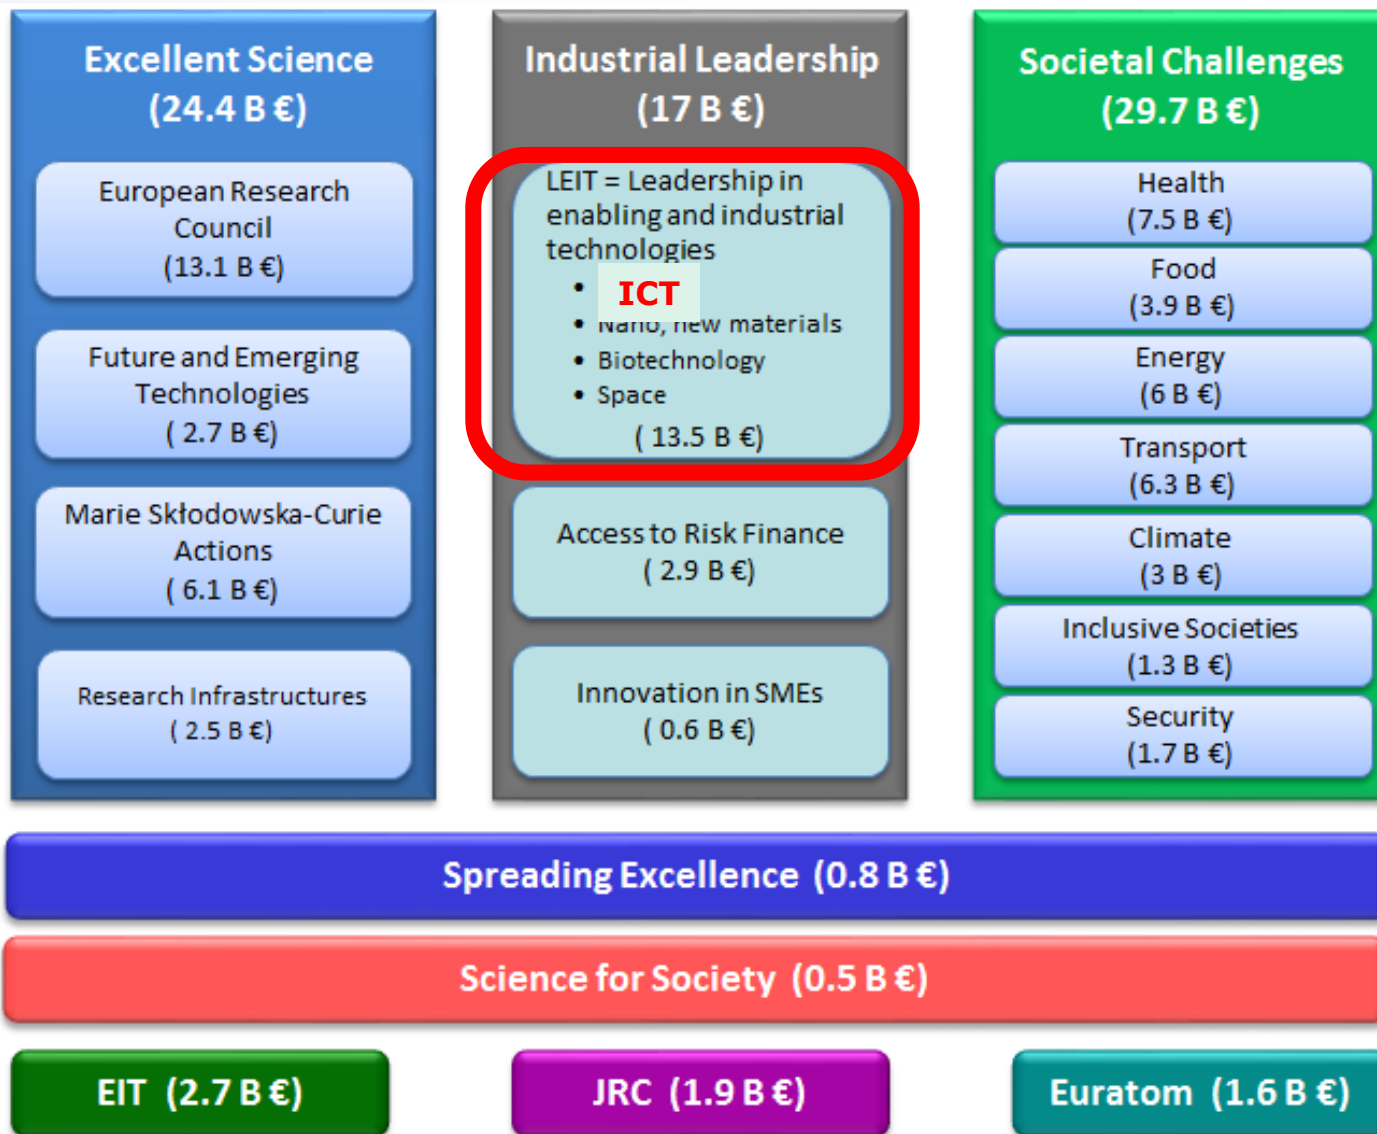 Excellent Science
(24.4 B €)
European Research
Council
(13.1 B €)
Future and Emerging
Technologies
( 2.7 B €)
Marie Skłodowska-Curie
Actions
( 6.1 B €)
Research Infrastructures
( 2.5 B €)
Industrial Leadership
(17 B €)
LEIT = Leadership in
enabling and industrial
technologies
• ICT
• Nano, new materials
• Biotechnology
• Space
( 13.5 B €)
Access to Risk Finance
( 2.9 B €)
Innovation in SMEs
( 0.6 B €)
Societal Challenges
(29.7 B €)
Health
(7.5 B €)
Food
(3.9 B €)
Energy
(6 B €)
Transport
(6.3 B €)
Climate
(3 B €)
Inclusive Societies
(1.3 B €)
Security
(1.7 B €)
Spreading Excellence (0.8 B €)
Science for Society (0.5 B €)
EIT (2.7 B €)
JRC (1.9 B €)
Euratom (1.6 B €)